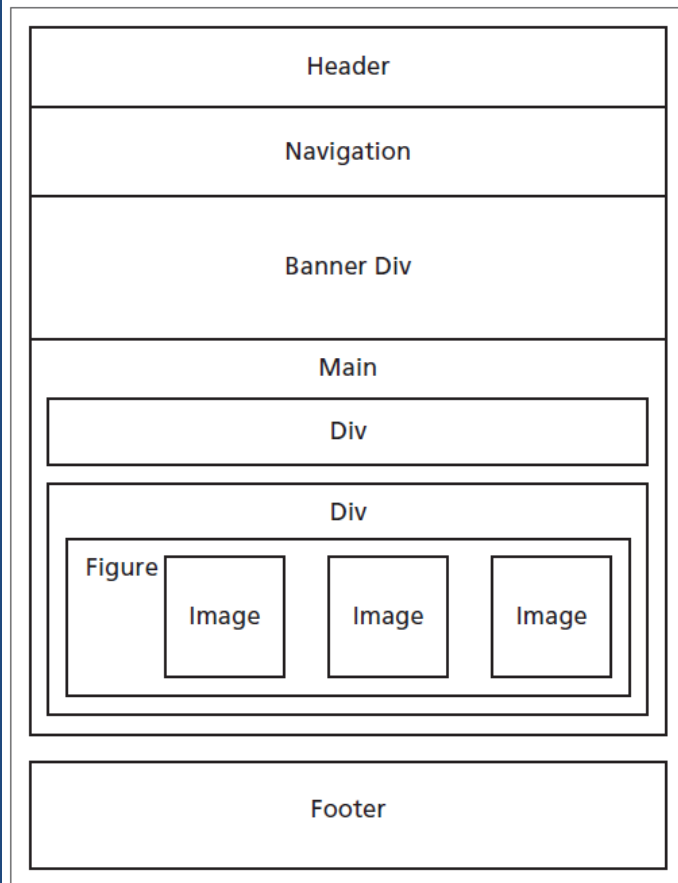 Header
Navigation
Banner Div
Main
Div
Div
Figure
Image Image Image
Footer